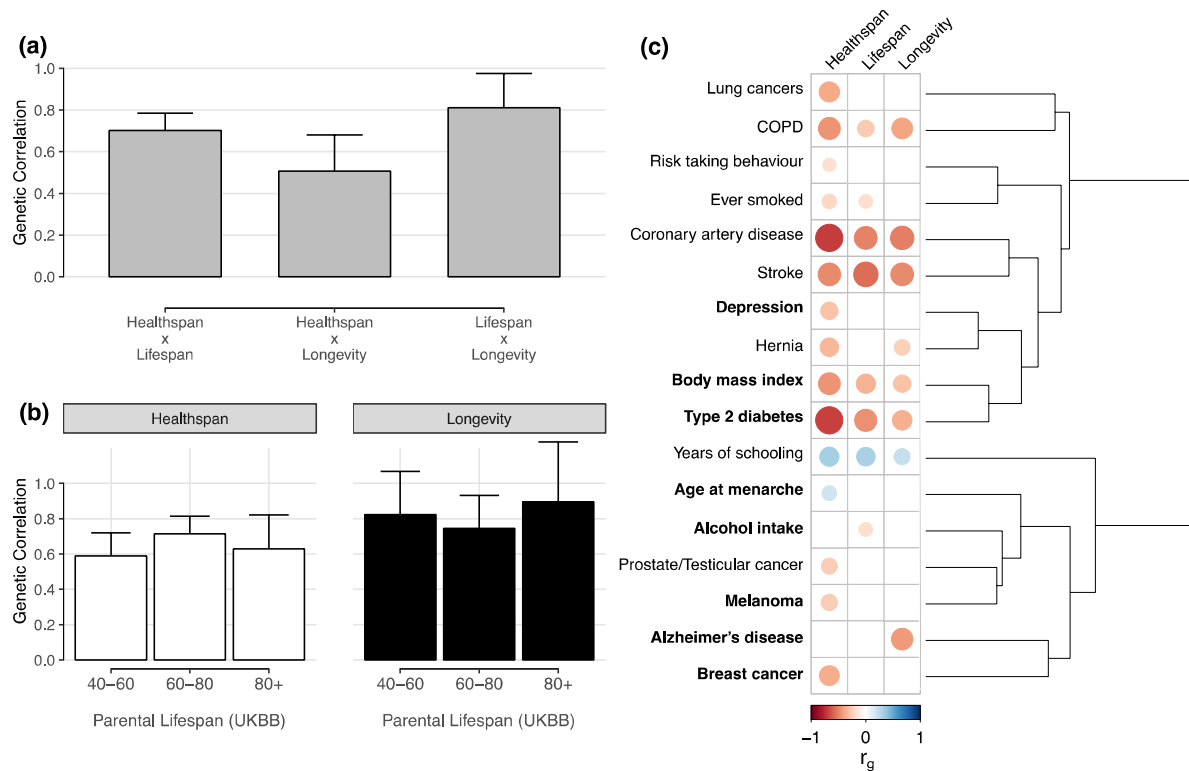 (a)
Genetic Correlation
1.0
0.8
0.6
0.4
0.2
0.0
Healthspan
x
Lifespan
Healthspan
x
Longevity
Lifespan
x
Longevity
(b)
Healthspan
Longevity
Genetic Correlation
1.0
0.8
0.6
0.4
0.2
0.0
40−60
60−80
80+
40−60
60−80
80+
Parental Lifespan (UKBB)
Parental Lifespan (UKBB)
(c)
Healthspan
Lifespan
Longevity
Lung cancers
COPD
Risk taking behaviour
Ever smoked
Coronary artery disease
Stroke
Depression
Hernia
Body mass index
Type 2 diabetes
Years of schooling
Age at menarche
Alcohol intake
Prostate/Testicular cancer
Melanoma
Alzheimer's disease
Breast cancer
−1
0
1
rg